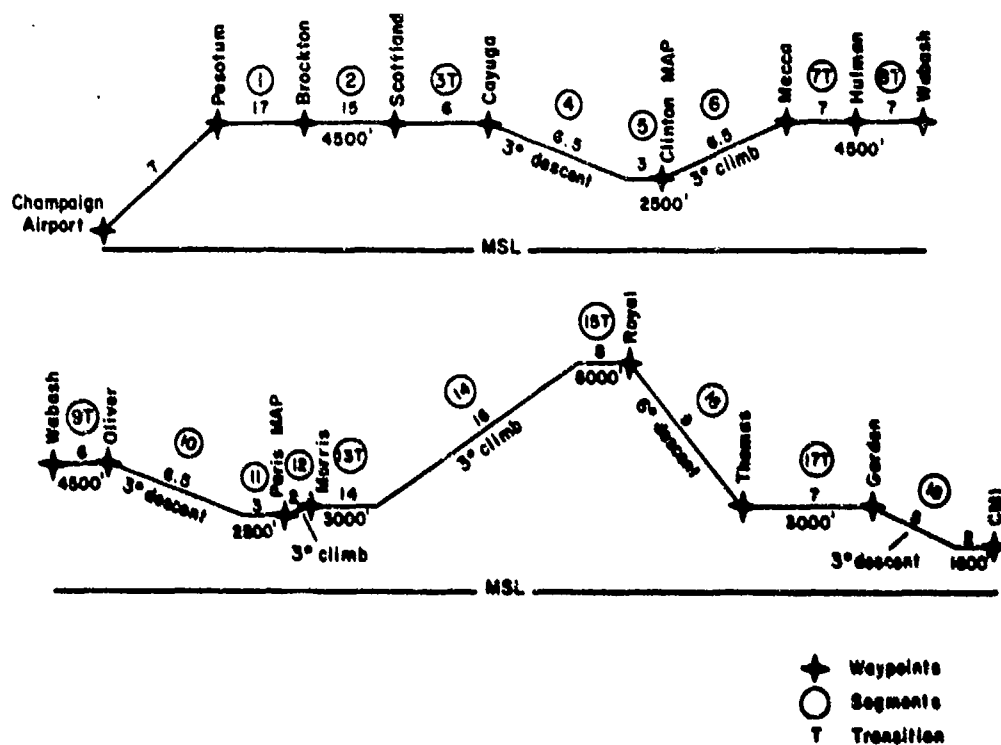 Pesotum
1
17
Brockton
2
15
4500'
Scottland
3T
6
Cayuga
4
6.5
3° descent
5
3
Clinton MAP
2500'
6
6.5
3° climb
Mecca
7T
7
Hulman
4500'
8T
7
Wabash
7
Champaign
Airport
MSL
Wabash
9T
6
4500'
Oliver
10
6.5
3° descent
11
3
2800'
Paris MAP
12
2
3° climb
Morris
13T
14
3000'
14
16
3° climb
15T
8
Royal
6° descent
Thomas
17T
7
3000'
Garden
3° descent
CMI
MSL
Waypoints
Segments
T Transition